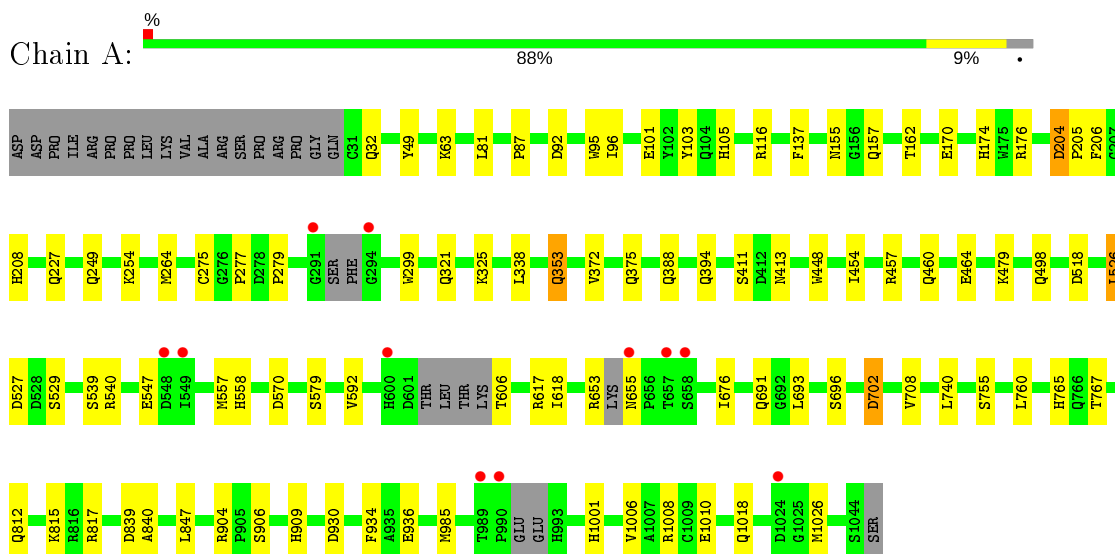 %
Chain A:
88% 9% •
ASP ASP PRO ILE ARG PRO PRO LEU LYS VAL ALA ARG SER PRO ARG PRO GLY GLN C31 Q32 Y49 K63 L81 P87 D92 W95 I96 E101 Y102 Y103 Q104 H105 R116 F137 N155 G156 Q157 T162 E170 H174 W175 R176 D204 P205 F206 G207
H208 Q227 Q249 K254 M264 C275 G276 P277 D278 P279 G291 SER PHE G294 W299 Q321 K325 L338 Q353 V372 Q375 Q388 Q394 S411 D412 N413 W448 I454 R457 Q460 E464 K479 Q498 D518 L526
D527 D528 S529 S539 R540 E547 D548 I549 M557 H558 D570 S579 V592 H600 D601 THR LEU THR LYS T606 R617 I618 R653 LYS N655 P656 T657 S658 I676 Q691 G692 L693 S696 D702 V708 L740 S755 L760 H765 Q766 T767
Q812 K815 R816 R817 D839 A840 L847 R904 P905 S906 H909 D930 F934 A935 E936 M985 T989 P990 GLU GLU H993 H1001 V1006 A1007 R1008 C1009 E1010 Q1018 D1024 G1025 M1026 S1044 SER